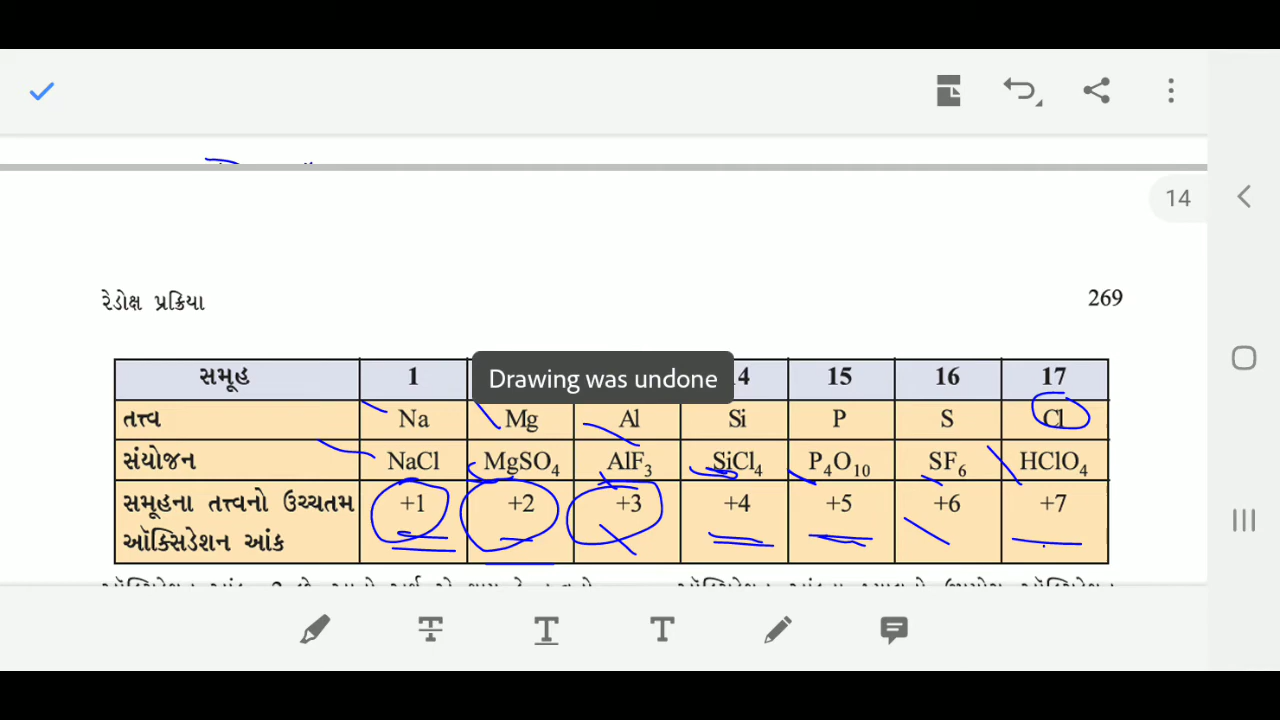 14
રેડોક્ષ પ્રક્રિયા 269
સમૂહ 1 4 15 16 17
Drawing was undone
તત્ત્વ Na Mg Al Si P S Cl
સંયોજન NaCl MgSO4 AlF3 SiCl4 P4O10 SF6 HClO4
સમૂહના તત્ત્વનો ઉચ્ચતમ +1 +2 +3 +4 +5 +6 +7
ઑક્સિડેશન આંક